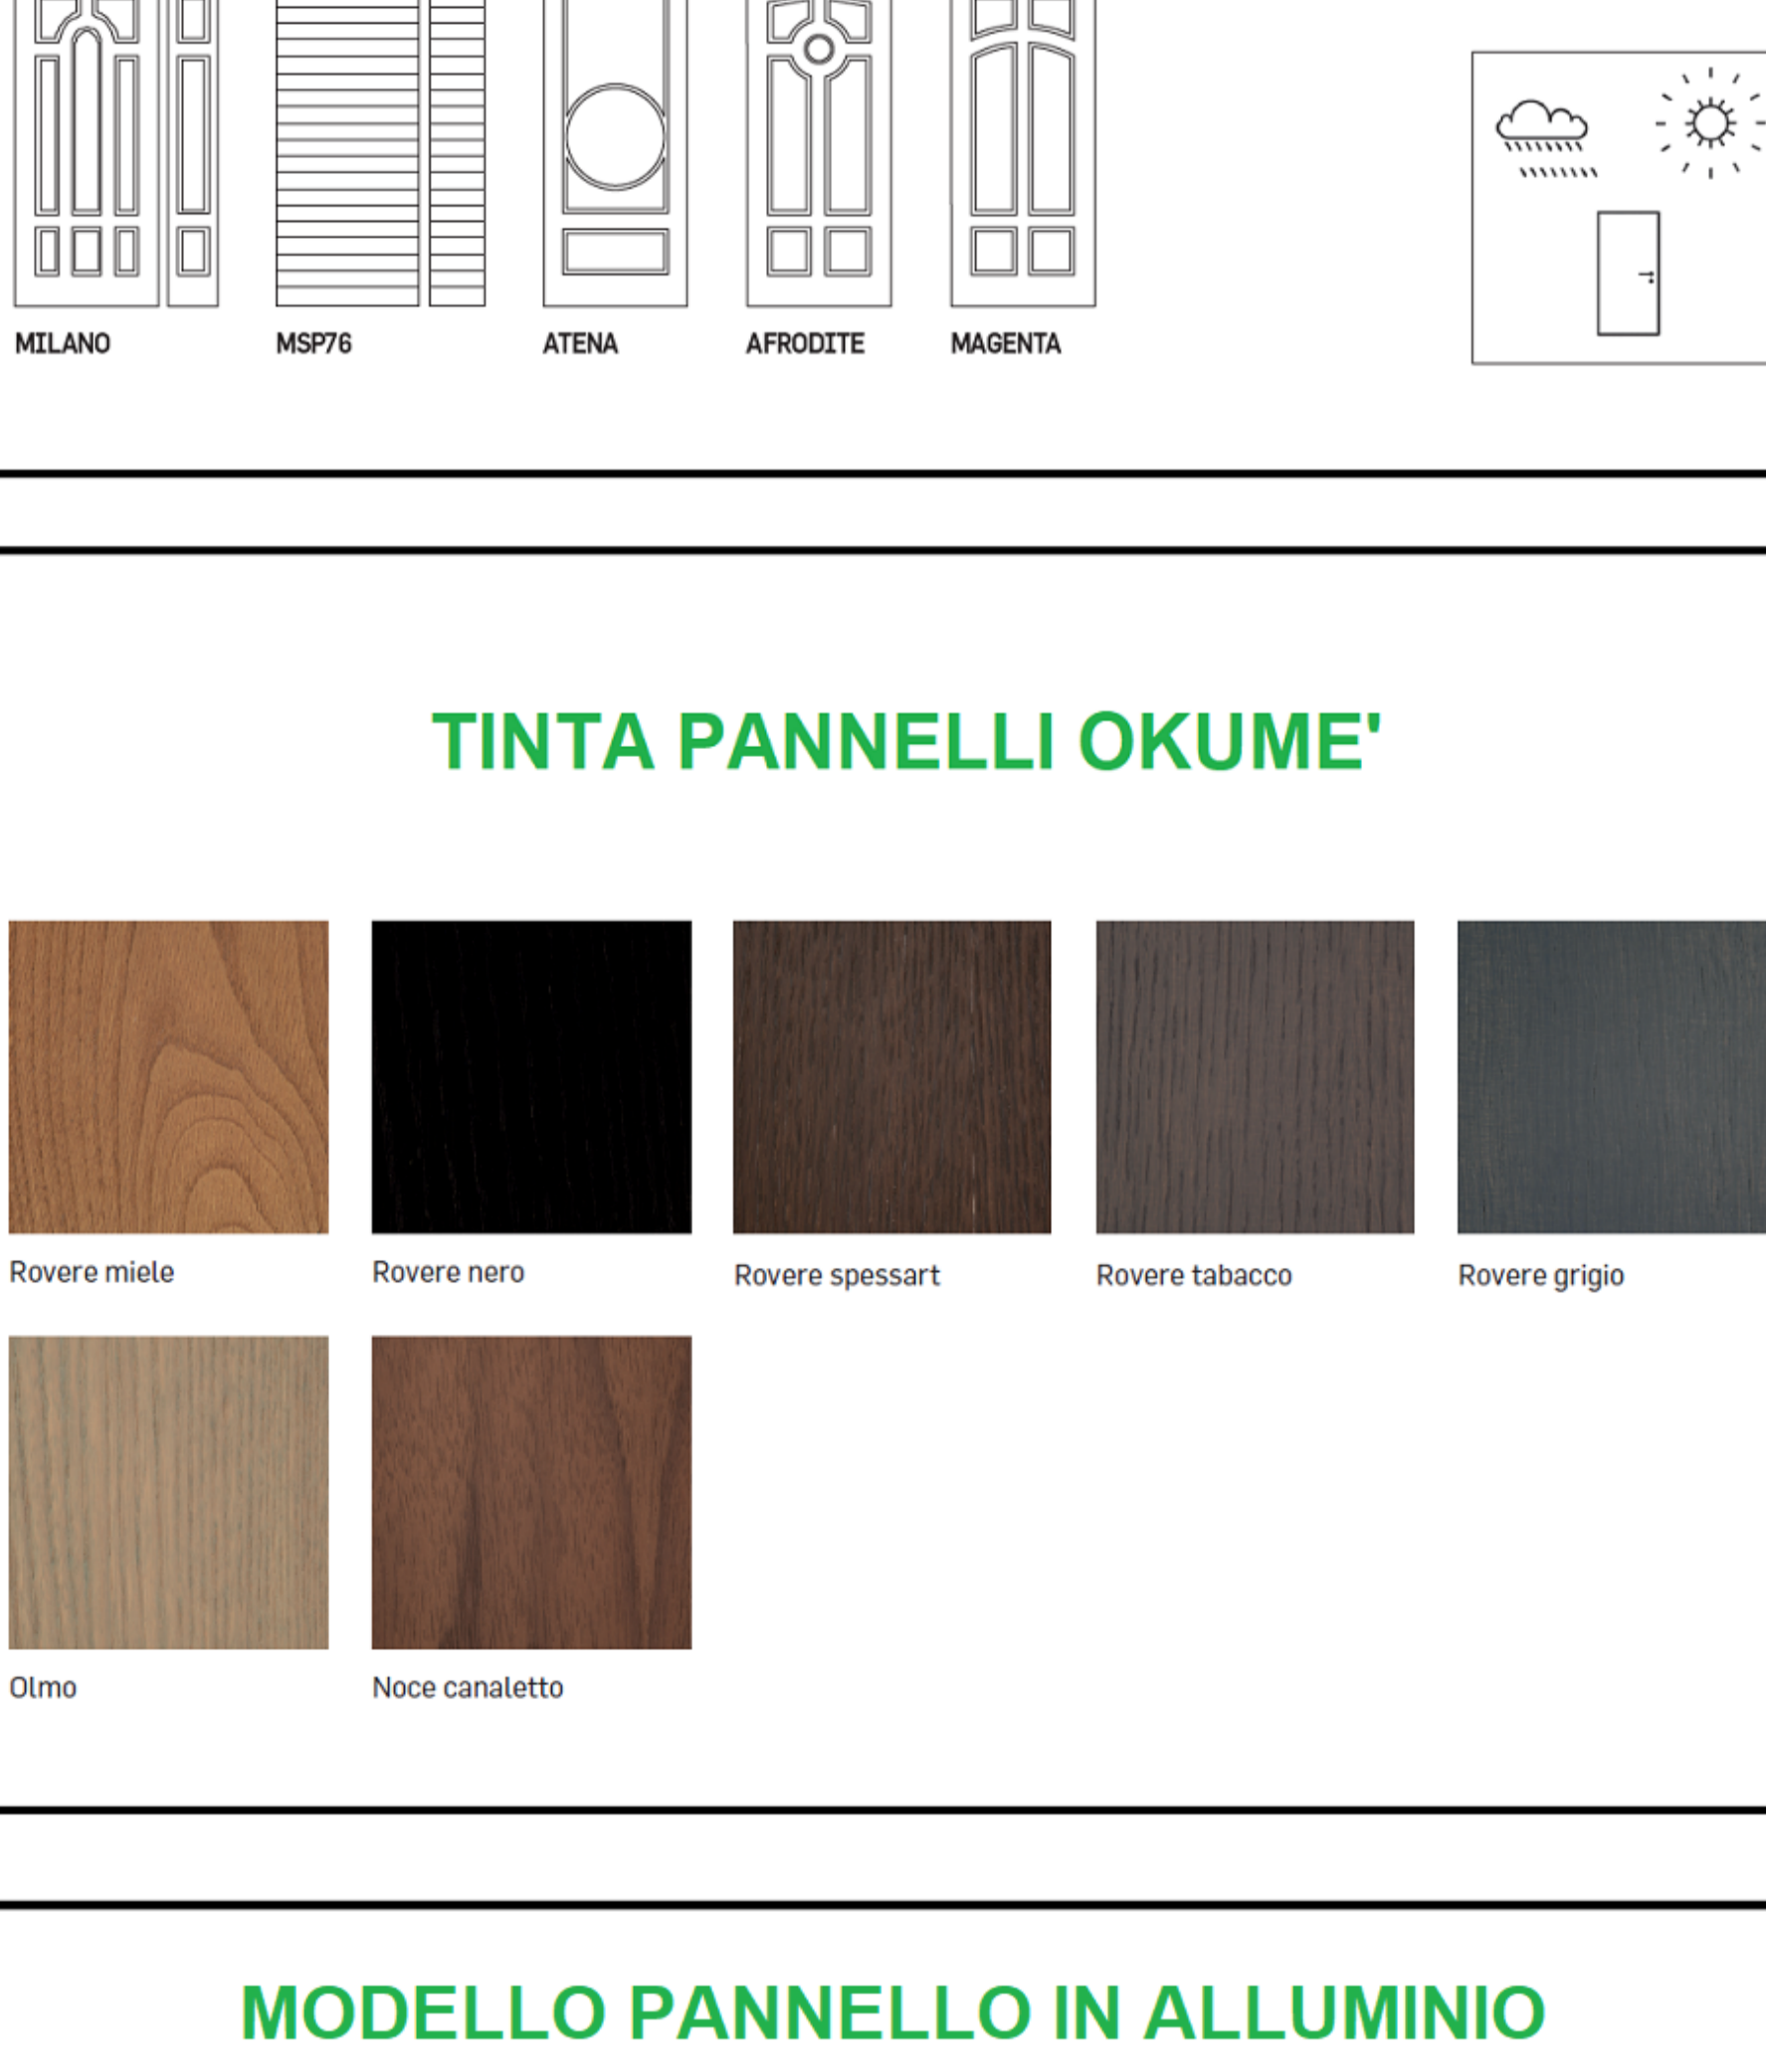 MILANO MSP76 ATENA AFRODITE MAGENTA
TINTA PANNELLI OKUME'
Rovere miele Rovere nero Rovere spessart Rovere tabacco Rovere grigio
Olmo Noce canaletto
MODELLO PANNELLO IN ALLUMINIO